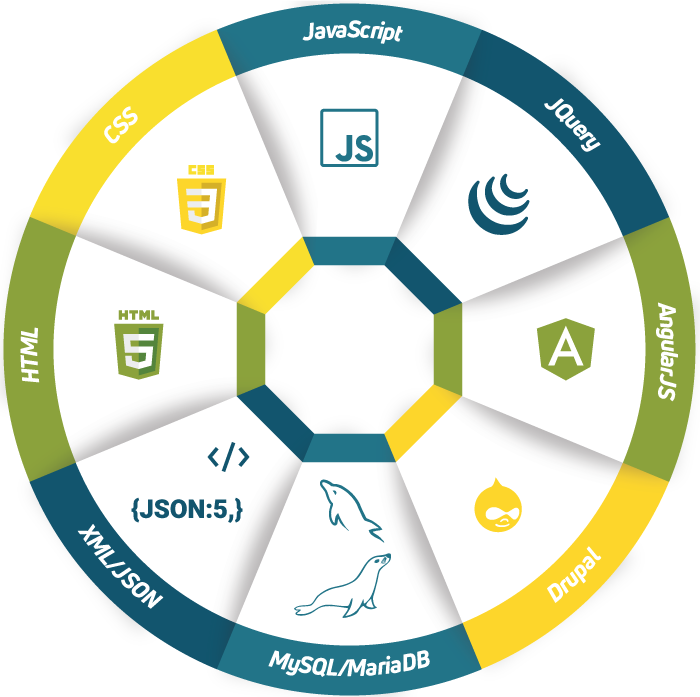 JavaScript
JS
JQuery
AngularJS
A
Drupal
MySQL/MariaDB
XML/JSON
</>
{JSON:5,}
HTML
HTML
5
CSS
CSS
3